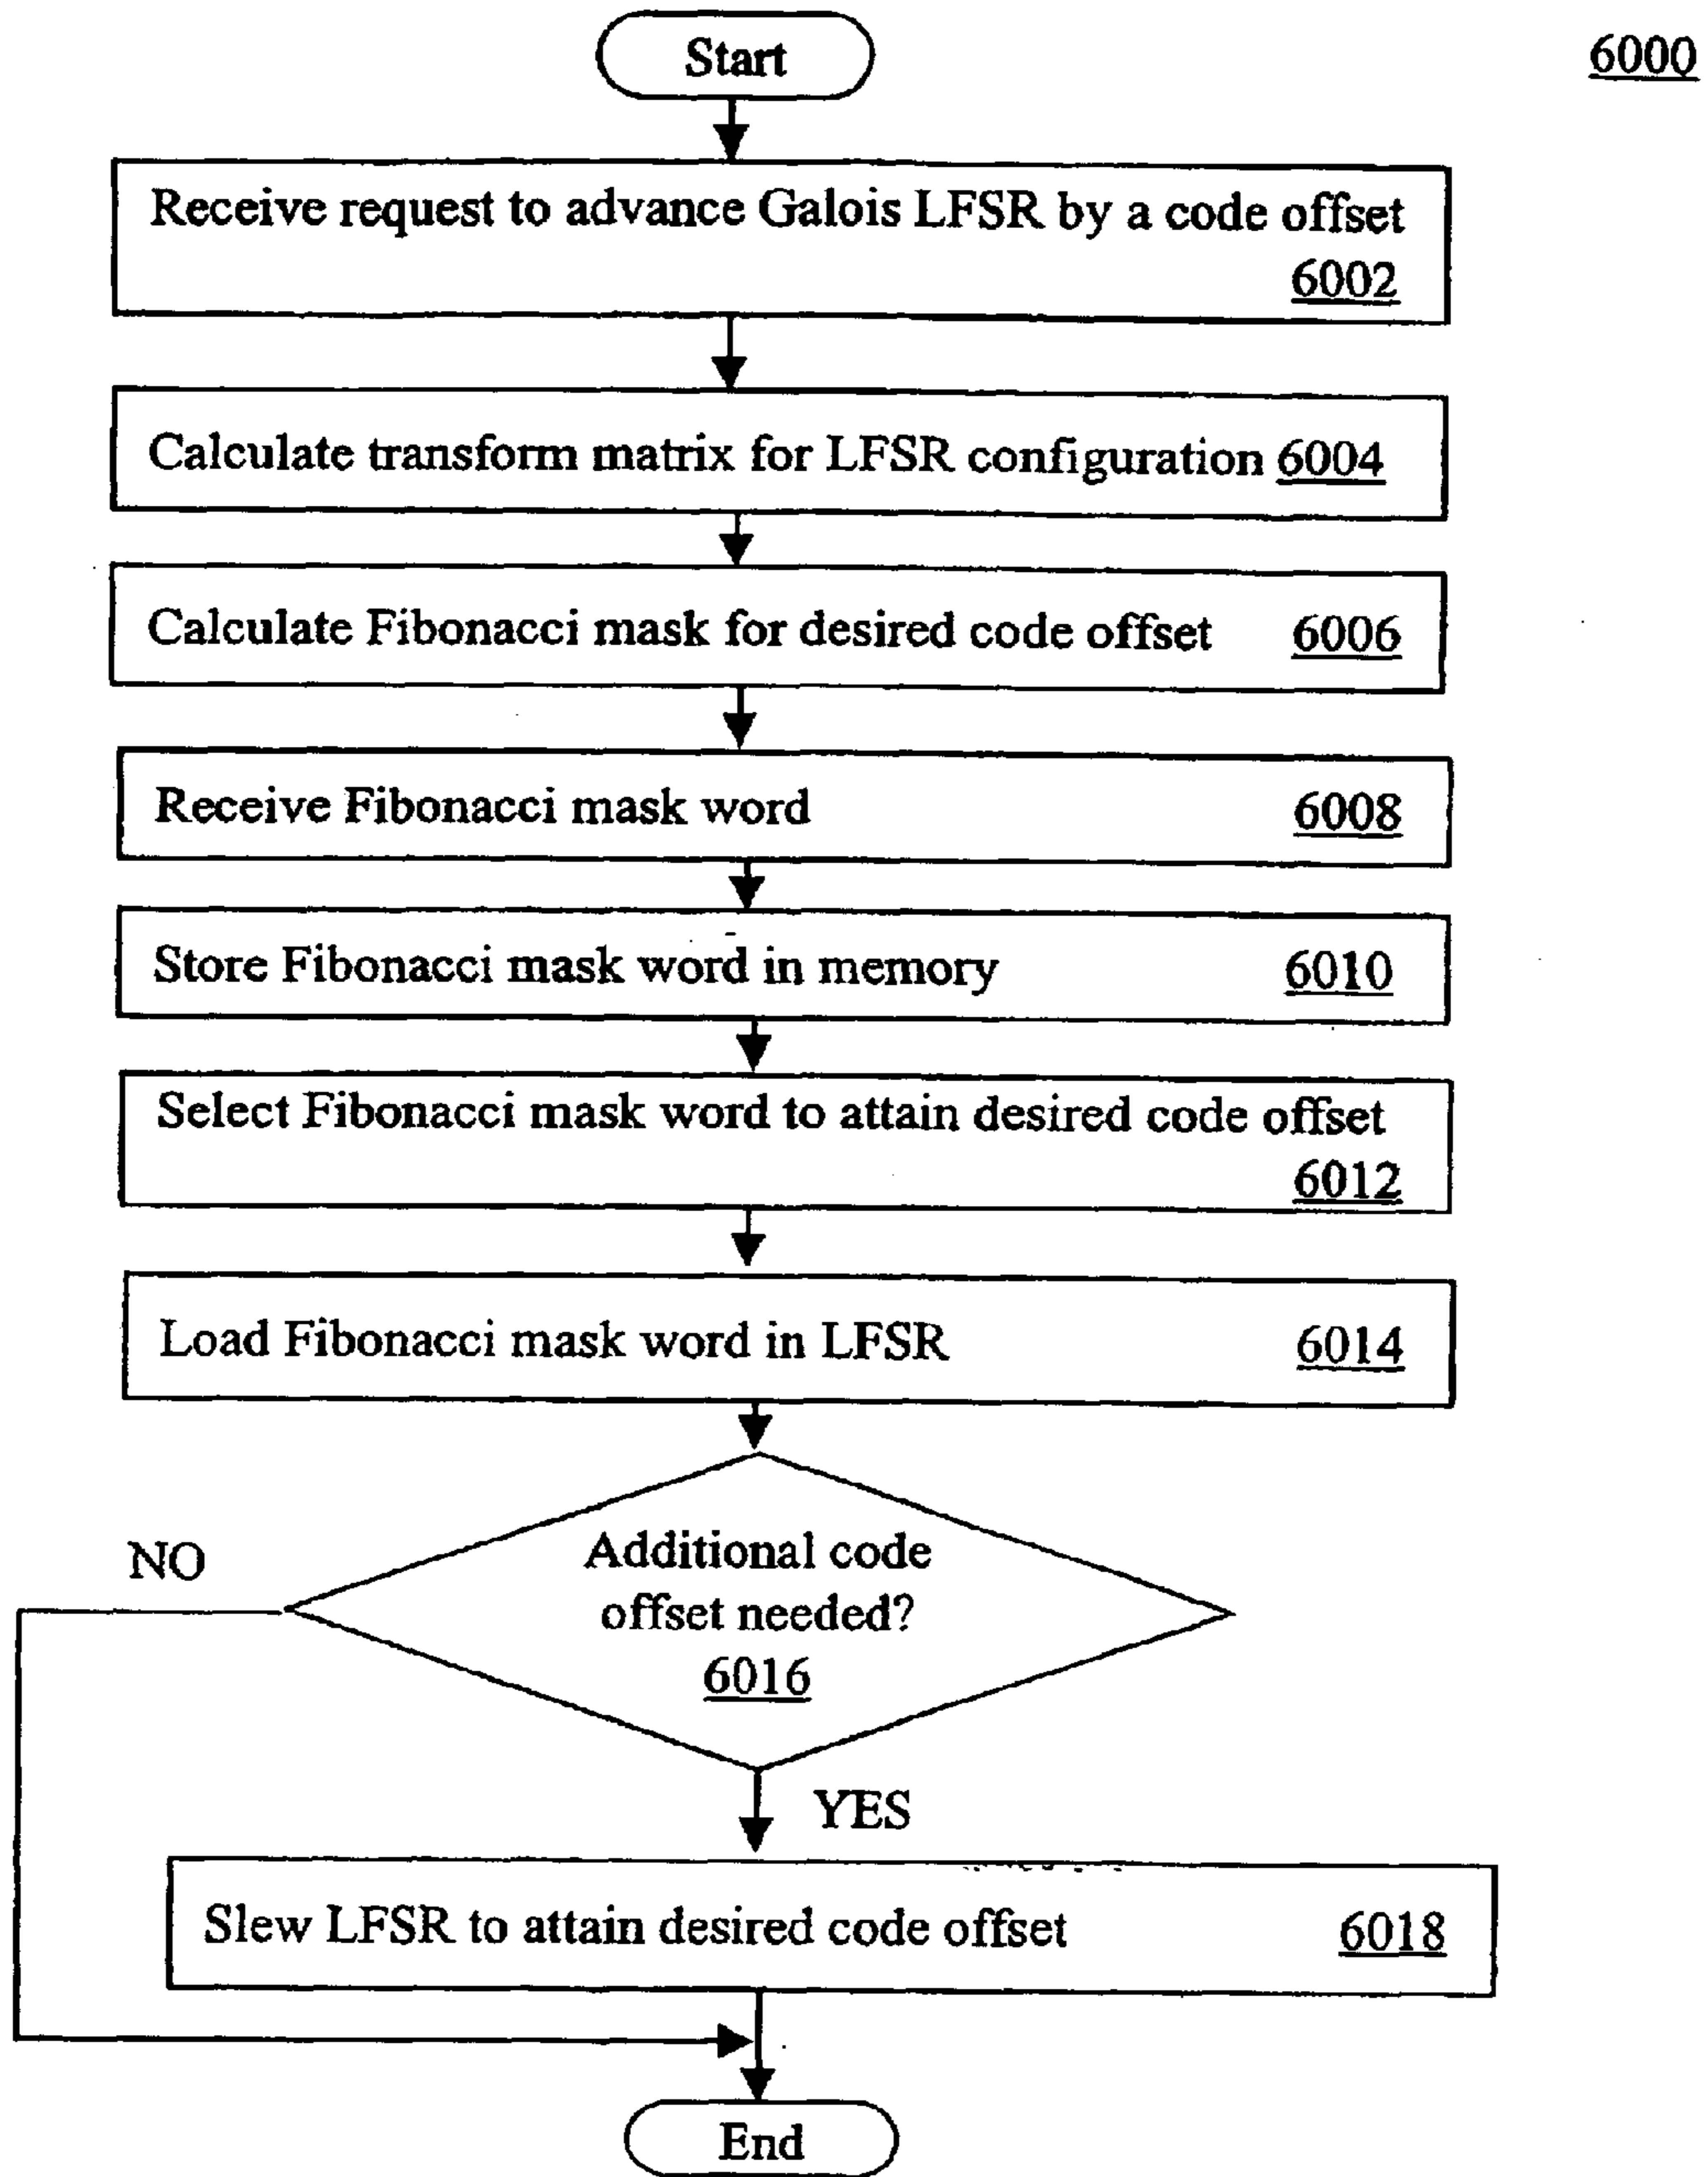 Start
6000
Receive request to advance Galois LFSR by a code offset
6002
Calculate transform matrix for LFSR configuration 6004
Calculate Fibonacci mask for desired code offset 6006
Receive Fibonacci mask word 6008
Store Fibonacci mask word in memory 6010
Select Fibonacci mask word to attain desired code offset
6012
Load Fibonacci mask word in LFSR 6014
NO
Additional code
offset needed?
6016
YES
Slew LFSR to attain desired code offset 6018
End